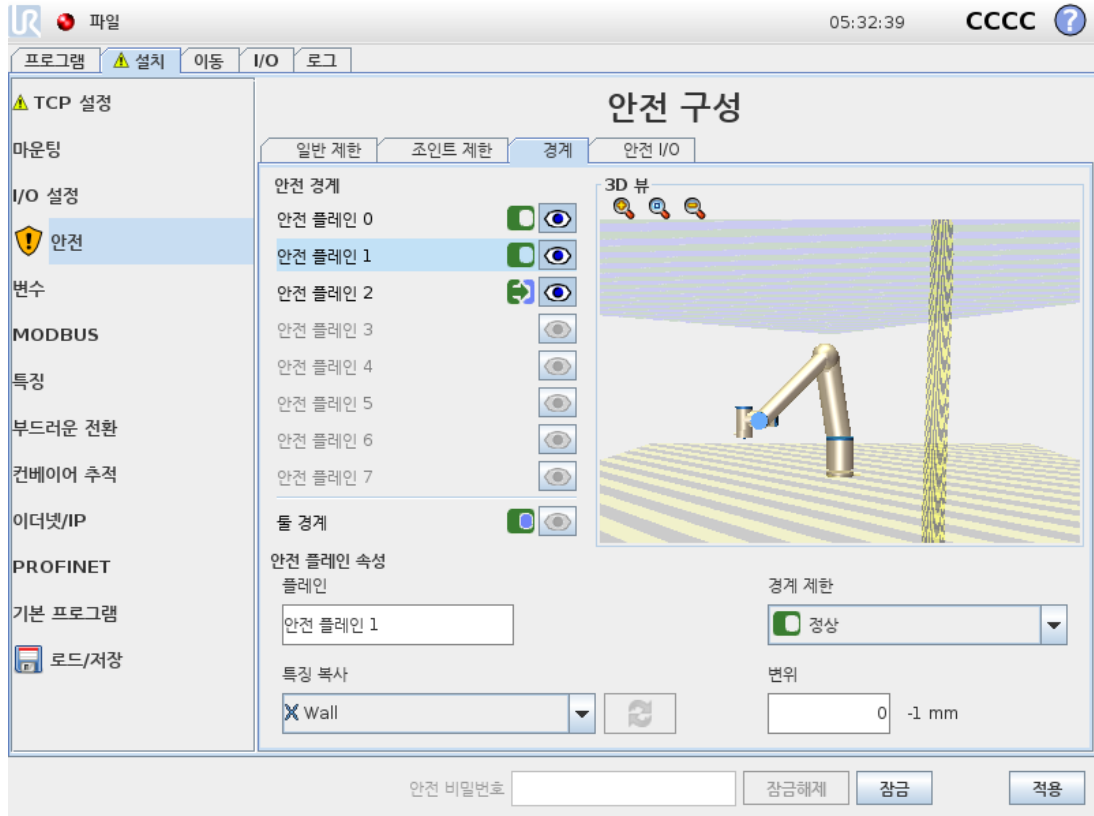 UR 파일 05:32:39 CCCC ?
프로그램 설치 이동 I/O 로그
TCP 설정
마운팅
I/O 설정
안전
변수
MODBUS
특징
부드러운 전환
컨베이어 추적
이더넷/IP
PROFINET
기본 프로그램
로드/저장
안전 구성
일반 제한 조인트 제한 경계 안전 I/O
안전 경계
안전 플레인 0
안전 플레인 1
안전 플레인 2
안전 플레인 3
안전 플레인 4
안전 플레인 5
안전 플레인 6
안전 플레인 7
툴 경계
3D 뷰
안전 플레인 속성
플레인 경계 제한
안전 플레인 1 정상
특징 복사 변위
Wall 0 -1 mm
안전 비밀번호 잠금해제 잠금 적용